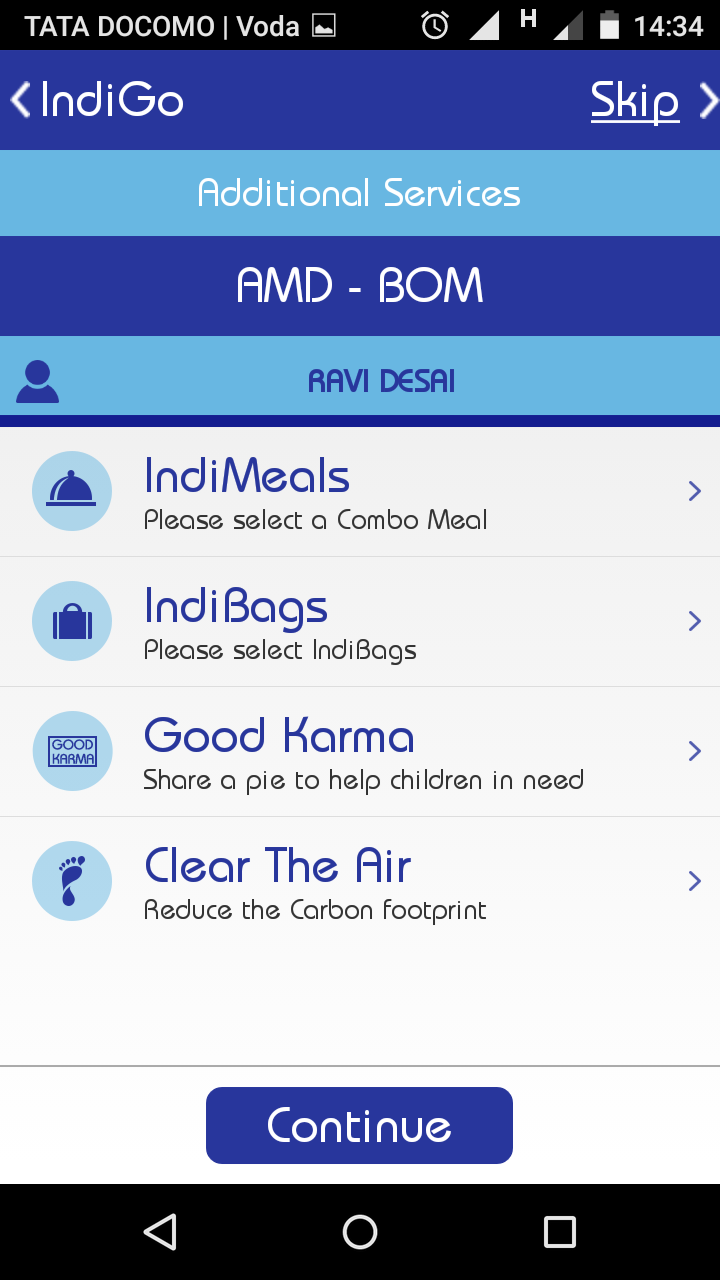 TATA DOCOMO | Voda H 14:34
IndiGo Skip
Additional Services
AMD - BOM
RAVI DESAI
IndiMeals
Please select a Combo Meal
IndiBags
Please select IndiBags
GOOD
KARMA
Good Karma
Share a pie to help children in need
Clear The Air
Reduce the Carbon footprint
Continue